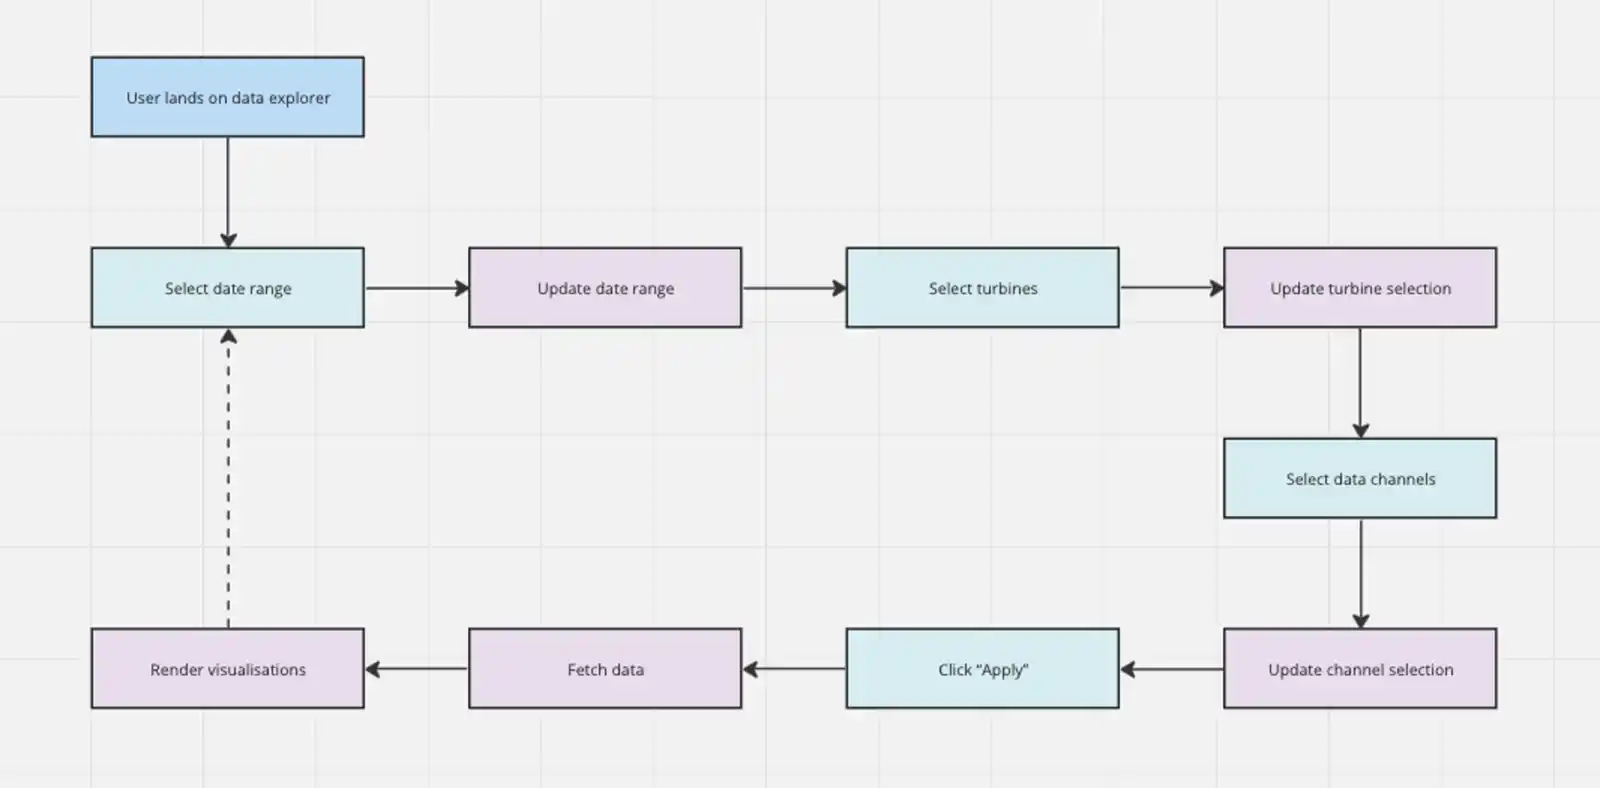 User lands on data explorer
Select date range
Update date range
Select turbines
Update turbine selection
Select data channels
Update channel selection
Click “Apply”
Fetch data
Render visualisations